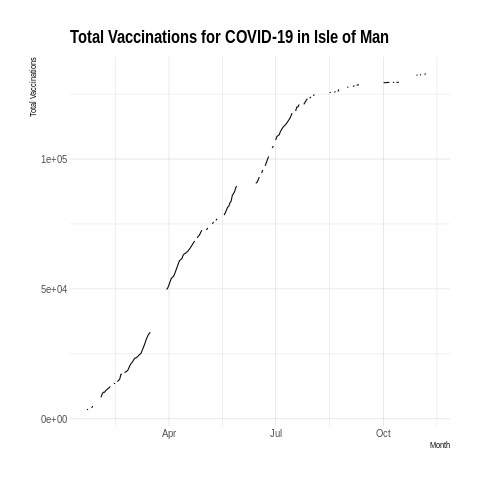 Total Vaccinations for COVID-19 in Isle of Man
Total Vaccinations
1e+05
5e+04
0e+00
Apr Jul Oct
Month